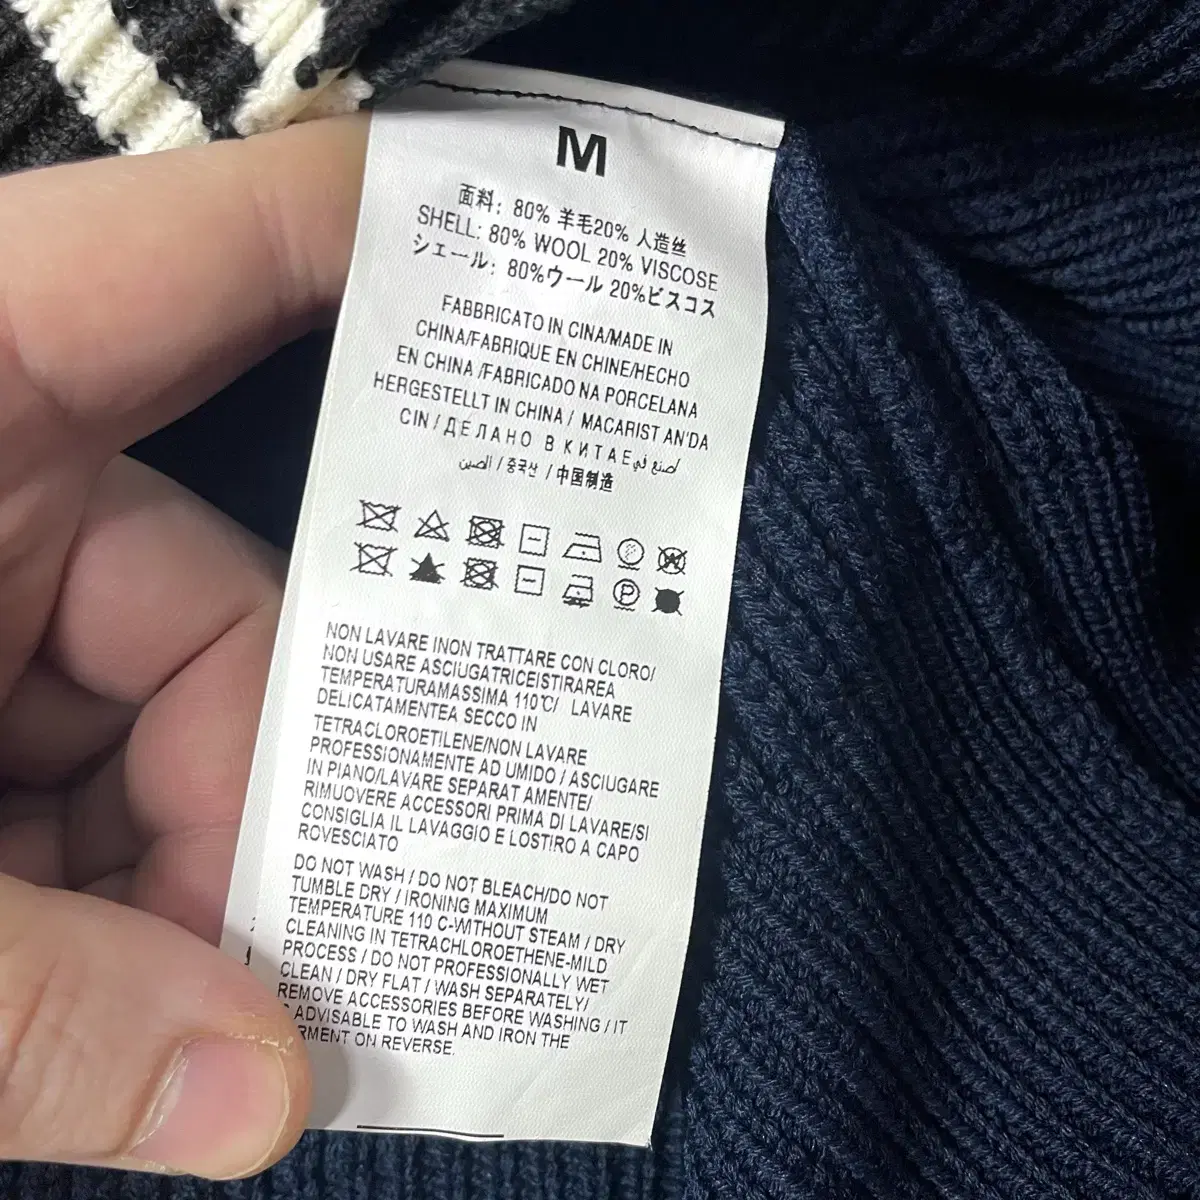 M
面料: 80% 羊毛20% 人造丝
SHELL: 80% WOOL 20% VISCOSE
シェール: 80%ウール 20%ビスコス
FABBRICATO IN CINA/MADE IN
CHINA/FABRIQUE EN CHINE/HECHO
EN CHINA /FABRICADO NA PORCELANA
HERGESTELLT IN CHINA / MACARIST AN'DA
CIN / ДЕЛАНО В КИТАЕ صنع في
الصين / 중국산 / 中国制造
P
NON LAVARE INON TRATTARE CON CLORO/
NON USARE ASCIUGATRICEISTIRAREA
TEMPERATURAMASSIMA 110℃/ LAVARE
DELICATAMENTEA SECCO IN
TETRACLOROETILENE/NON LAVARE
PROFESSIONAMENTE AD UMIDO / ASCIUGARE
IN PIANO/LAVARE SEPARAT AMENTE/
RIMUOVERE ACCESSORI PRIMA DI LAVARE/SI
CONSIGLIA IL LAVAGGIO E LOSTIRO A CAPO
ROVESCIATO
DO NOT WASH / DO NOT BLEACH/DO NOT
TUMBLE DRY / IRONING MAXIMUM
TEMPERATURE 110 C-WITHOUT STEAM / DRY
CLEANING IN TETRACHLOROETHENE-MILD
PROCESS / DO NOT PROFESSIONALLY WET
CLEAN / DRY FLAT / WASH SEPARATELY/
REMOVE ACCESSORIES BEFORE WASHING / IT
ADVISABLE TO WASH AND IRON THE
RMENT ON REVERSE.